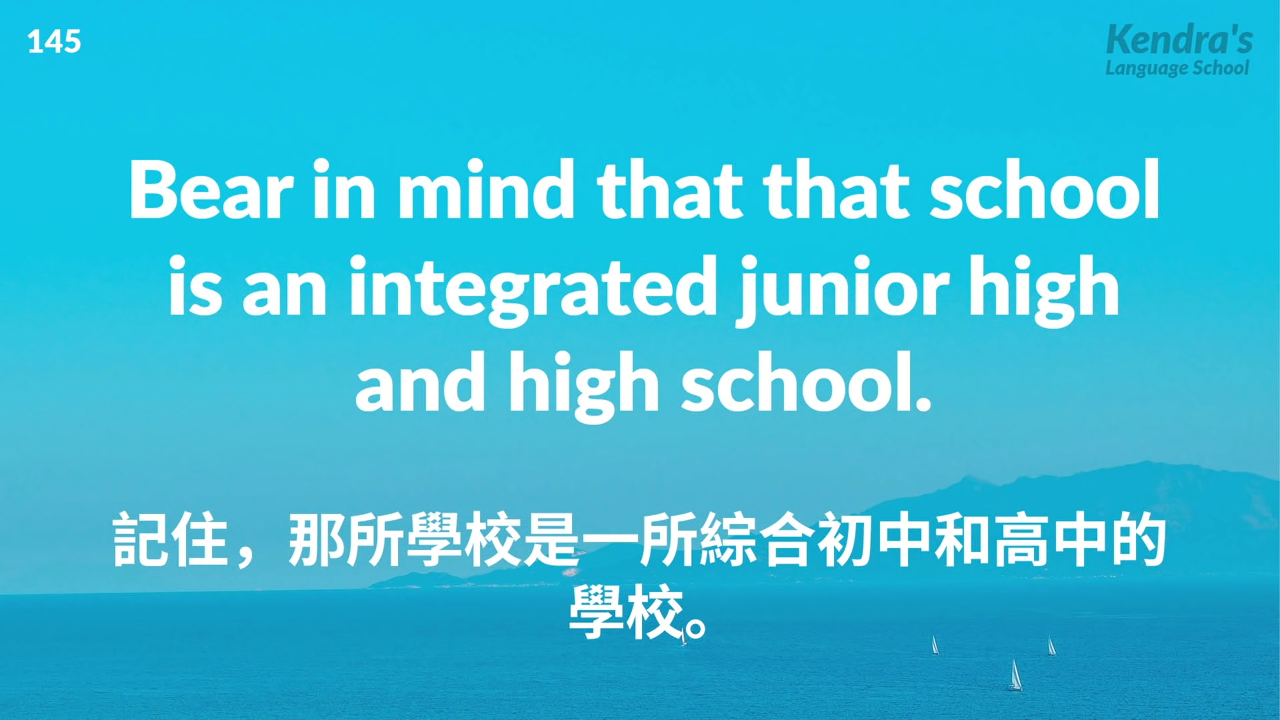 145
Kendra's
Language School
Bear in mind that that school
is an integrated junior high
and high school.
記住，那所學校是一所綜合初中和高中的
學校。